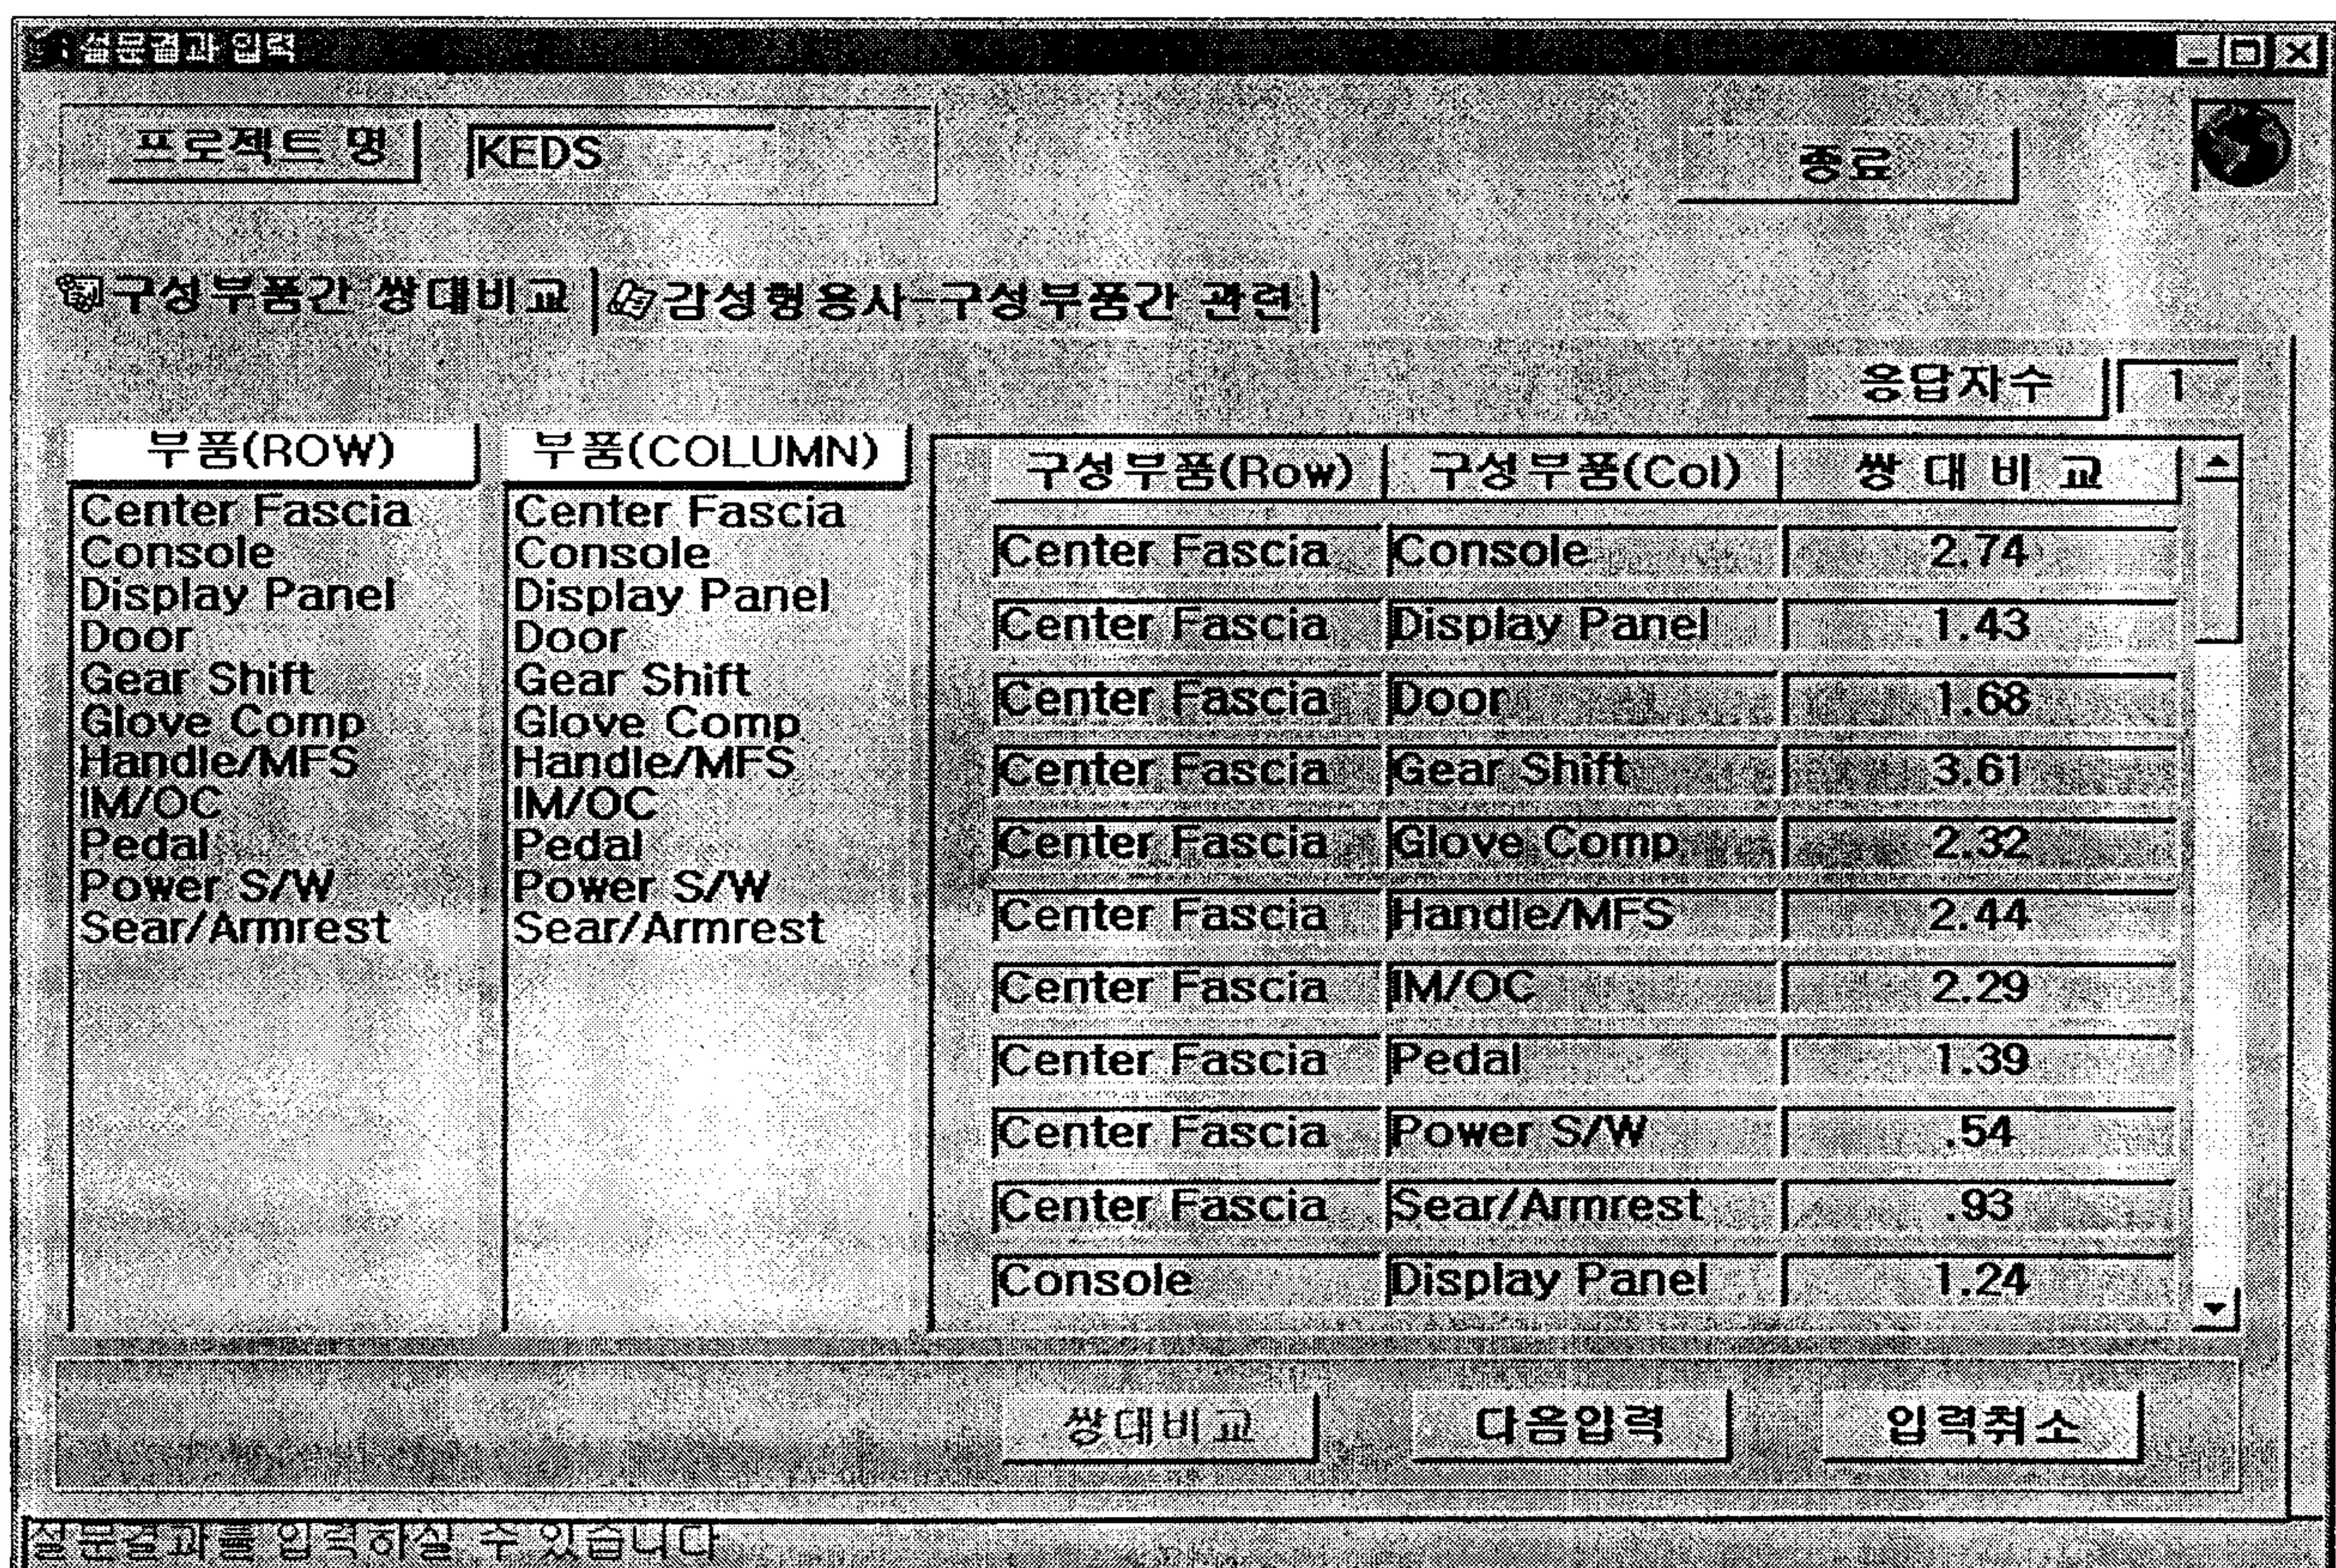 설문결과 입력
프로젝트 명 KEDS 종료
구성부품간 쌍대비교 감성형용사-구성부품간 관련
응답자수 1
부품(ROW) 부품(COLUMN) 구성부품(Row) 구성부품(Col) 쌍 대 비 교
Center Fascia Center Fascia
Console Console
Display Panel Display Panel
Door Door
Gear Shift Gear Shift
Glove Comp Glove Comp
Handle/MFS Handle/MFS
IM/OC IM/OC
Pedal Pedal
Power S/W Power S/W
Sear/Armrest Sear/Armrest
Center Fascia Console 2.74
Center Fascia Display Panel 1.43
Center Fascia Door 1.68
Center Fascia Gear Shift 3.61
Center Fascia Glove Comp 2.32
Center Fascia Handle/MFS 2.44
Center Fascia IM/OC 2.29
Center Fascia Pedal 1.39
Center Fascia Power S/W .54
Center Fascia Sear/Armrest .93
Console Display Panel 1.24
쌍대비교 다음입력 입력취소
설문결과를 입력하실 수 있습니다